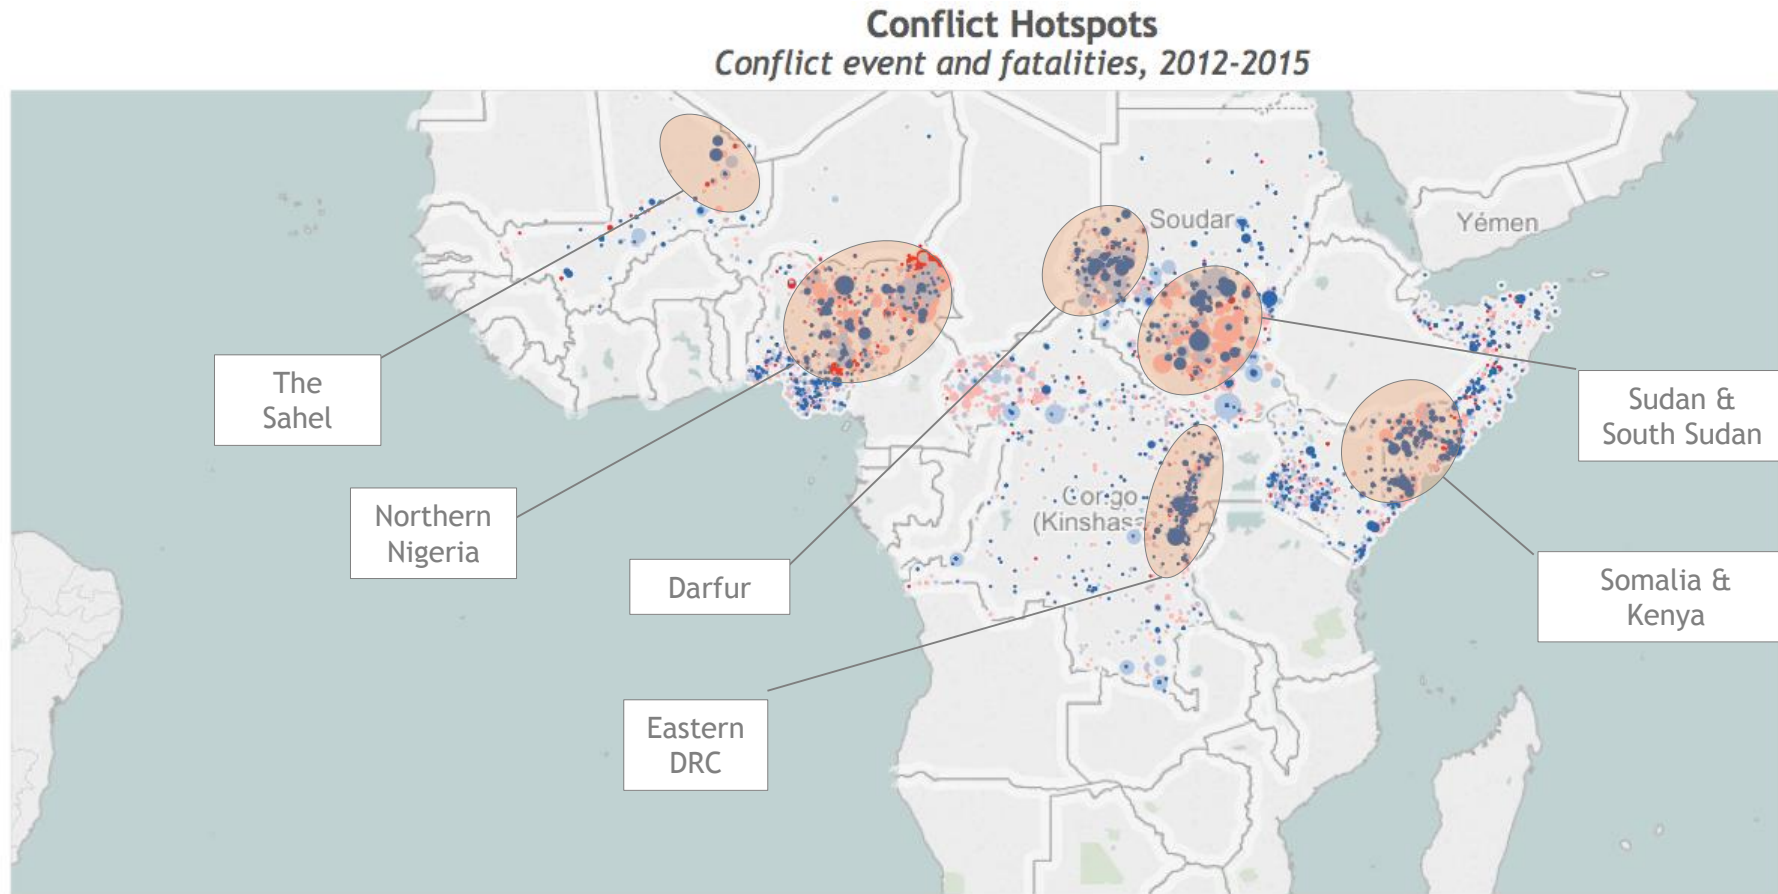 Conflict Hotspots
Conflict event and fatalities, 2012-2015
Soudan
Yémen
The
Sahel
Sudan &
South Sudan
Northern
Nigeria
Congo
(Kinshasa
Darfur
Somalia &
Kenya
Eastern
DRC